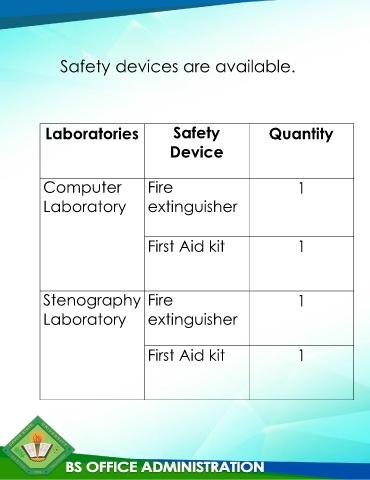 Safety devices are available.
Laboratories Safety Device Quantity
Computer Laboratory Fire extinguisher 1
First Aid kit 1
Stenography Laboratory Fire extinguisher 1
First Aid kit 1
BS OFFICE ADMINISTRATION